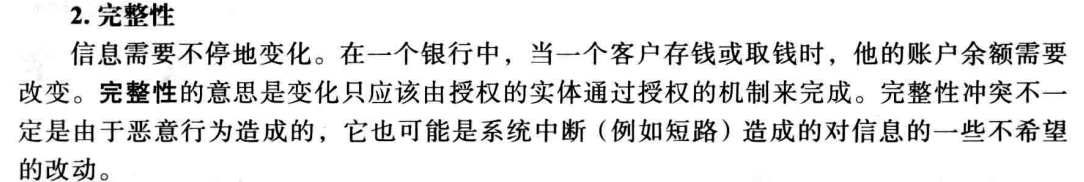 2. 完整性
信息需要不停地变化。在一个银行中，当一个客户存钱或取钱时，他的账户余额需要
改变。完整性的意思是变化只应该由授权的实体通过授权的机制来完成。完整性冲突不一
定是由于恶意行为造成的，它也可能是系统中断（例如短路）造成的对信息的一些不希望
的改动。